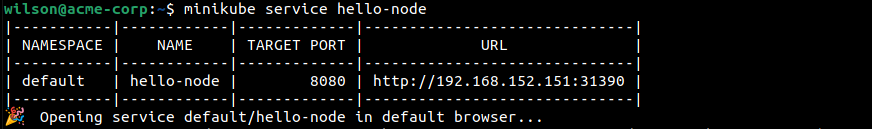 wilson@acme-corp:~$ minikube service hello-node
|-----------|------------|-------------|-----------------------------|
| NAMESPACE |    NAME    | TARGET PORT |             URL             |
|-----------|------------|-------------|-----------------------------|
| default   | hello-node |        8080 | http://192.168.152.151:31390 |
|-----------|------------|-------------|-----------------------------|
🎉  Opening service default/hello-node in default browser...